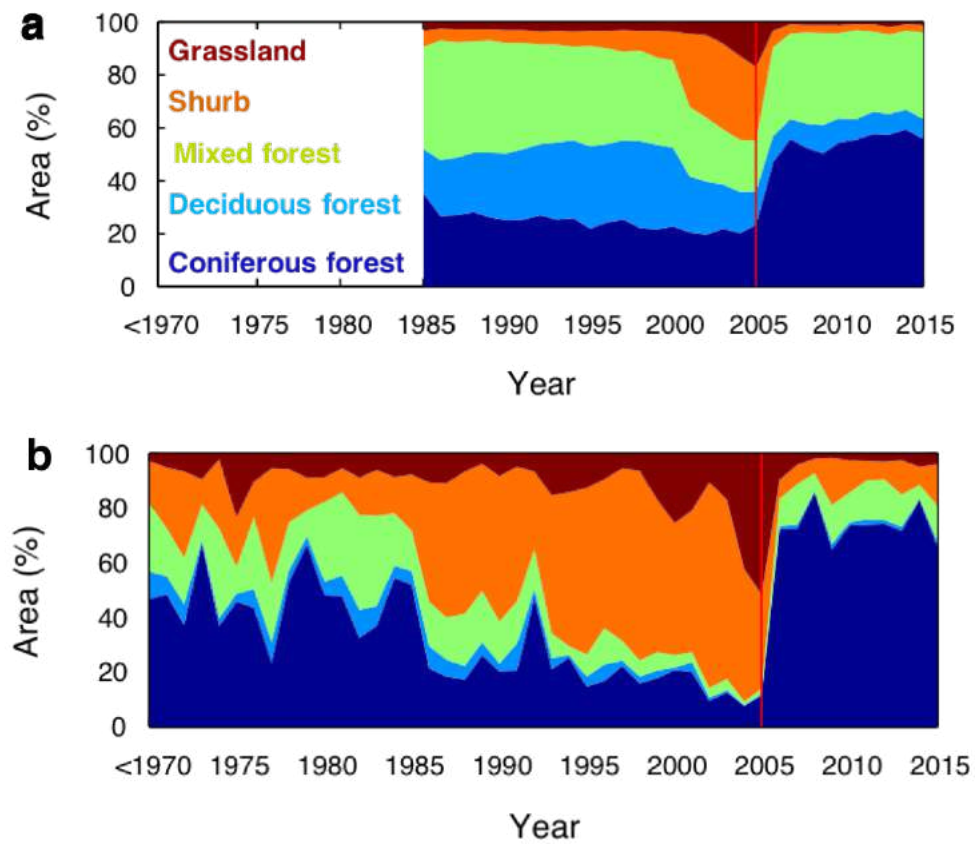 a
100
80
60
40
20
0
Area (%)
Grassland
Shurb
Mixed forest
Deciduous forest
Coniferous forest
<1970 1975 1980 1985 1990 1995 2000 2005 2010 2015
Year
b
100
80
60
40
20
0
Area (%)
<1970 1975 1980 1985 1990 1995 2000 2005 2010 2015
Year